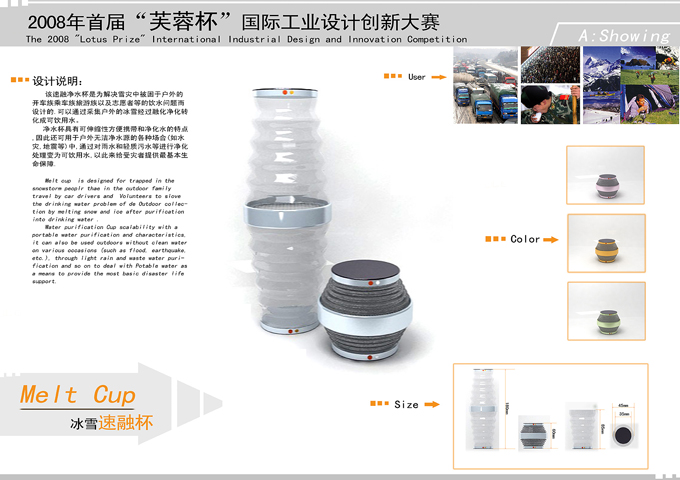 2008年首届“芙蓉杯”国际工业设计创新大赛
The 2008 "Lotus Prize" International Industrial Design and Innovation Competition
A:Showing
设计说明:
该速融净水杯是为解决雪灾中被困于户外的
开车族乘车族旅游族以及志愿者等的饮水问题而
设计的.可以通过采集户外的冰雪经过融化净化转
化成可饮用水。
净水杯具有可伸缩性方便携带和净化水的特点
,因此还可用于户外无洁净水源的各种场合(如水
灾,地震等)中,通过对雨水和轻质污水等进行净化
处理变为可饮用水,以此来给受灾者提供最基本生
命保障.
Melt cup is designed for trapped in the
snowstorm peoplr thae in the outdoor family
travel by car drivers and Volunteers to slove
the drinking water problem of de Outdoor collec-
tion by melting snow and ice after purification
into drinking water .
Water purification Cup scalability with a
portable water purification and characteristics,
it can also be used outdoors without clean water
on various occasions (such as flood, earthquake,
etc.), through light rain and waste water puri-
fication and so on to deal with Potable water as
a means to provide the most basic disaster life
support.
User
Color
Size
Melt Cup
冰雪速融杯
45mm